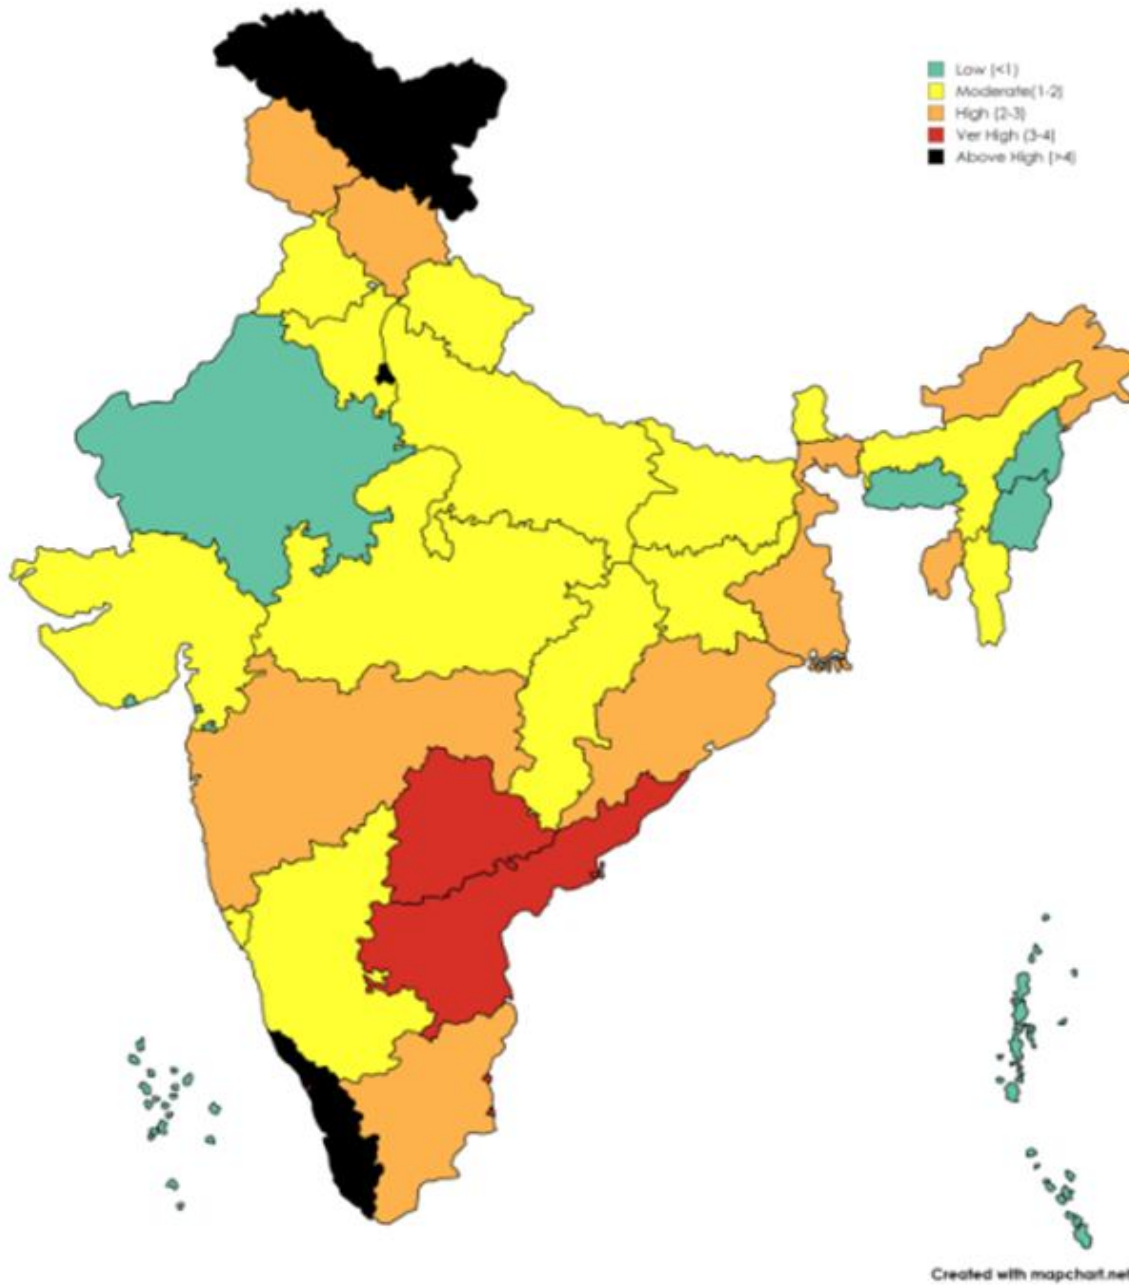 Low (<1)
Moderate(1-2)
High (2-3)
Ver High (3-4)
Above High (>4)
Created with mapchart.net